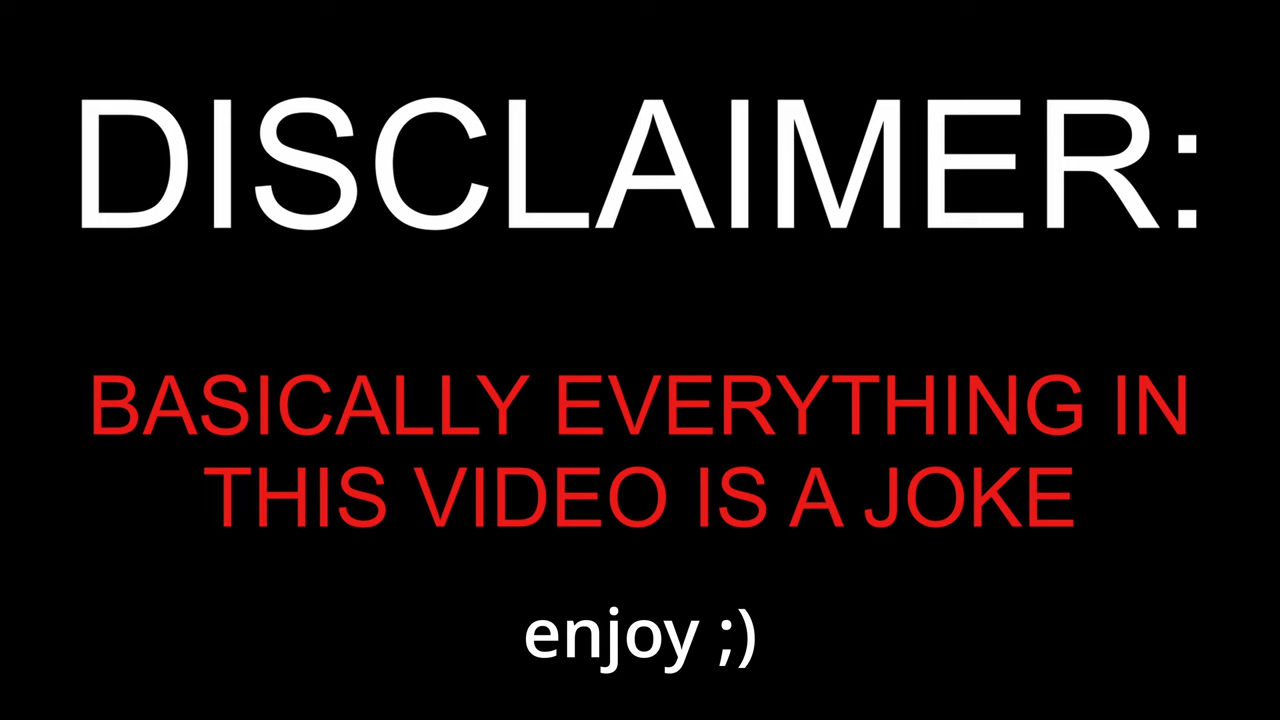 DISCLAIMER:
BASICALLY EVERYTHING IN
THIS VIDEO IS A JOKE
enjoy ;)